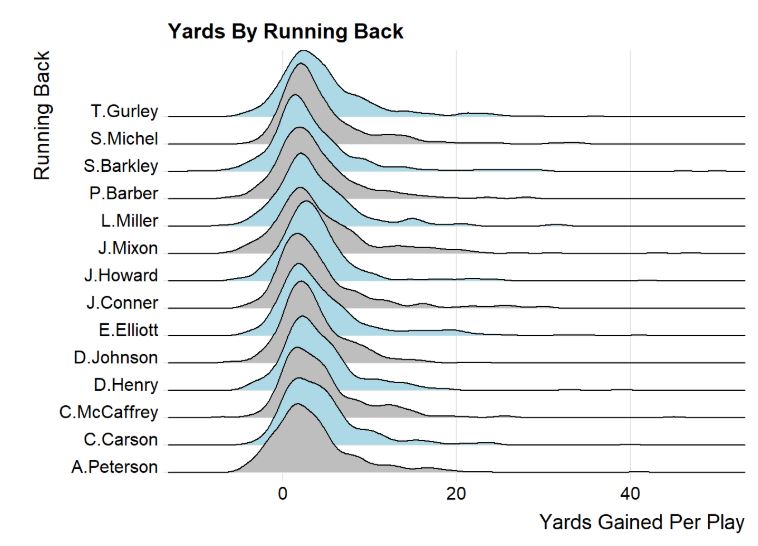 Yards By Running Back
Running Back
T.Gurley
S.Michel
S.Barkley
P.Barber
L.Miller
J.Mixon
J.Howard
J.Conner
E.Elliott
D.Johnson
D.Henry
C.McCaffrey
C.Carson
A.Peterson
0 20 40
Yards Gained Per Play